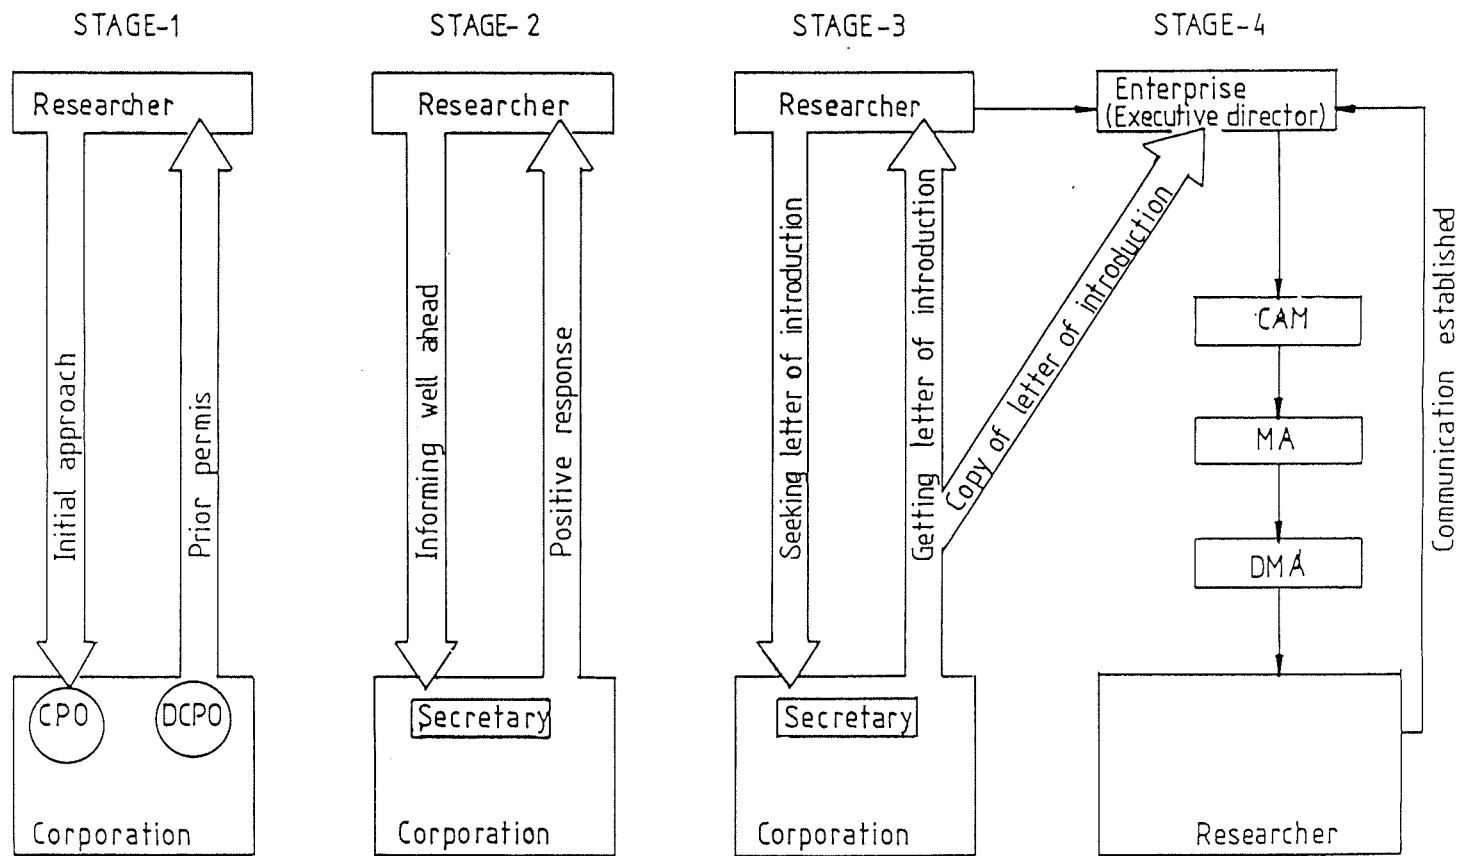 STAGE-1
STAGE-2
STAGE-3
STAGE-4
Researcher
Initial approach
Prior permis
CPO
DCPO
Corporation
Researcher
Informing well ahead
Positive response
Secretary
Corporation
Researcher
Seeking letter of introduction
Getting letter of introduction
Copy of letter of introduction
Secretary
Corporation
Enterprise
(Executive director)
CAM
MA
DMA
Researcher
Communication established